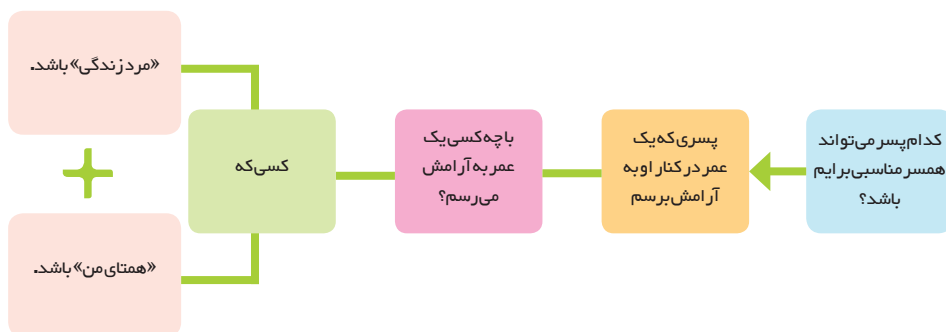 کدام پسر می‌تواند
همسر مناسبی برایم
باشد؟
پسری که یک
عمر در کنار او به
آرامش برسم
با چه کسی یک
عمر به آرامش
می‌رسم؟
کسی که
«مرد زندگی» باشد.
«همتای من» باشد.